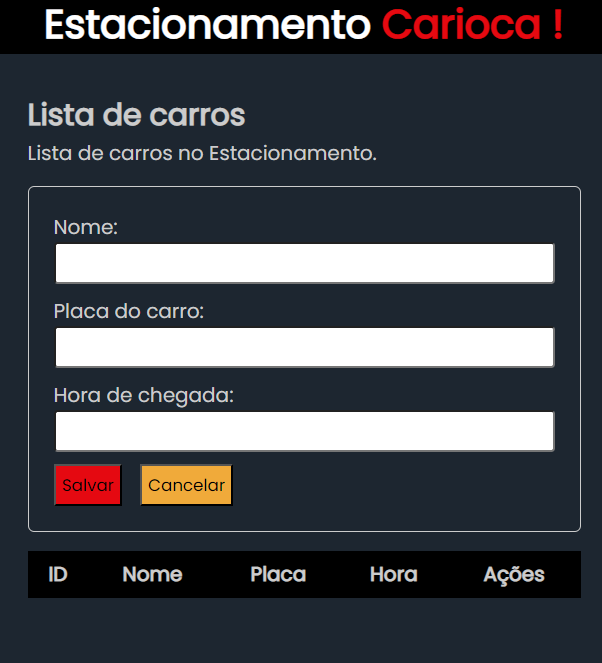 Estacionamento Carioca !
Lista de carros
Lista de carros no Estacionamento.
Nome:
Placa do carro:
Hora de chegada:
Salvar Cancelar
ID Nome Placa Hora Ações